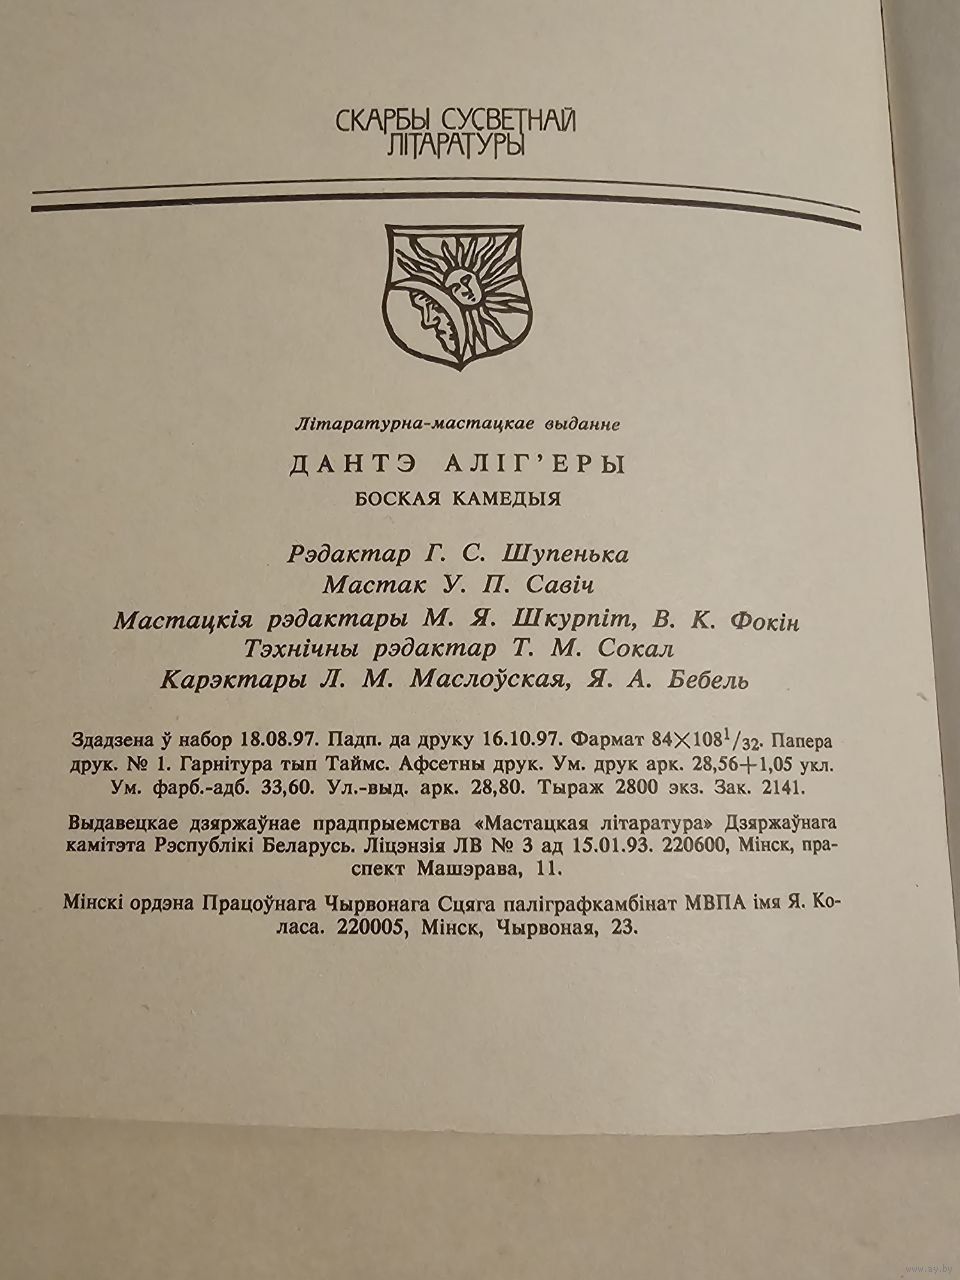 СКАРБЫ СУСВЕТНАЙ
ЛІТАРАТУРЫ
Літаратурна-мастацкае выданне
ДАНТЭ АЛІГ’ЕРЫ
БОСКАЯ КАМЕДЫЯ
Рэдактар Г. С. Шупенька
Мастак У. П. Савіч
Мастацкія рэдактары М. Я. Шкурпіт, В. К. Фокін
Тэхнічны рэдактар Т. М. Сокал
Карэктары Л. М. Маслоўская, Я. А. Бебель
Здадзена ў набор 18.08.97. Падп. да друку 16.10.97. Фармат 84×108¹/₃₂. Папера
друк. № 1. Гарнітура тып Таймс. Афсетны друк. Ум. друк арк. 28,56+1,05 укл.
Ум. фарб.-адб. 33,60. Ул.-выд. арк. 28,80. Тыраж 2800 экз. Зак. 2141.
Выдавецкае дзяржаўнае прадпрыемства «Мастацкая літаратура» Дзяржаўнага
камітэта Рэспублікі Беларусь. Ліцэнзія ЛВ № 3 ад 15.01.93. 220600, Мінск, пра-
спект Машэрава, 11.
Мінскі ордэна Працоўнага Чырвонага Сцяга паліграфкамбінат МВПА імя Я. Ко-
ласа. 220005, Мінск, Чырвоная, 23.
www.ay.by